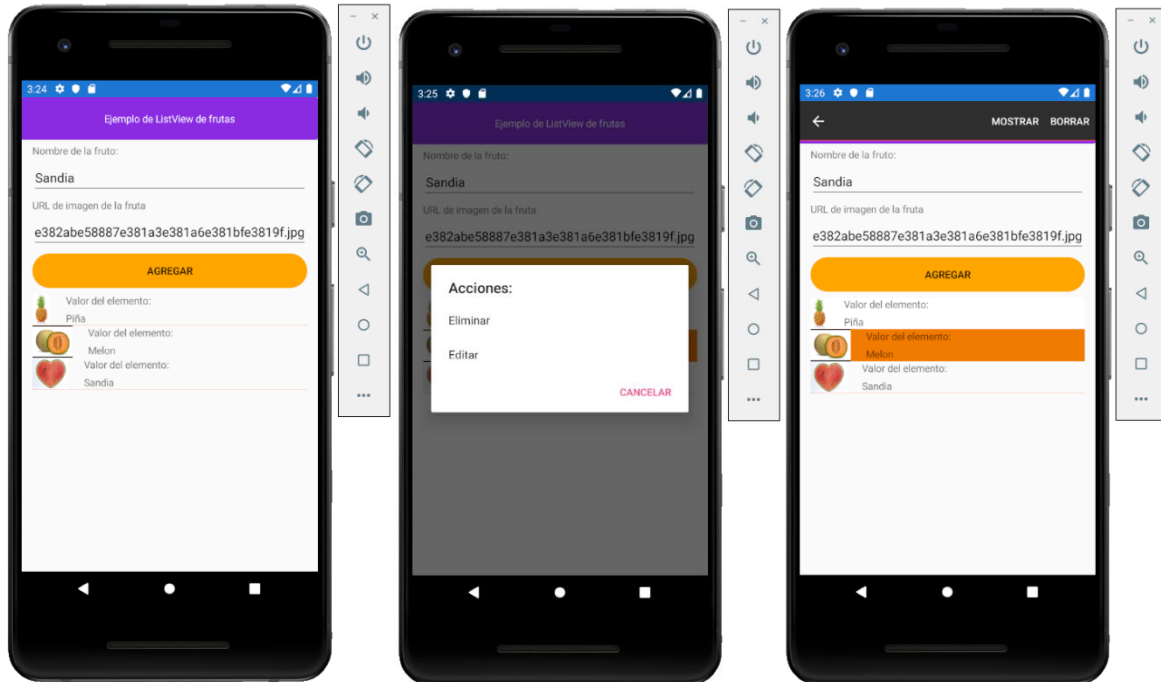 3:24
Ejemplo de ListView de frutas
Nombre de la fruto:
Sandia
URL de imagen de la fruta
e382abe58887e381a3e381a6e381bfe3819f.jpg
AGREGAR
Valor del elemento:
Piña
Valor del elemento:
Melon
Valor del elemento:
Sandia
3:25
Ejemplo de ListView de frutas
Nombre de la fruto:
Sandia
URL de imagen de la fruta
e382abe58887e381a3e381a6e381bfe3819f.jpg
Acciones:
Eliminar
Editar
CANCELAR
3:26
MOSTRAR BORRAR
Nombre de la fruto:
Sandia
URL de imagen de la fruta
e382abe58887e381a3e381a6e381bfe3819f.jpg
AGREGAR
Valor del elemento:
Piña
Valor del elemento:
Melon
Valor del elemento:
Sandia